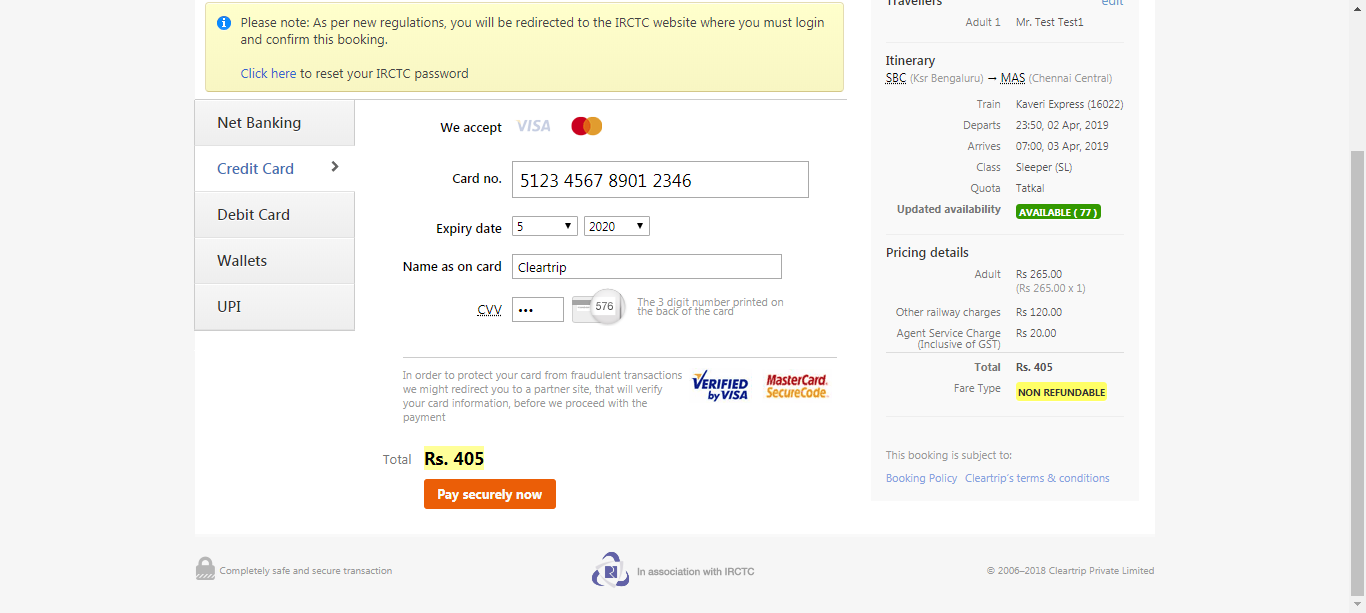 Please note: As per new regulations, you will be redirected to the IRCTC website where you must login
and confirm this booking.
Click here to reset your IRCTC password
Net Banking
Credit Card
Debit Card
Wallets
UPI
We accept VISA
Card no. 5123 4567 8901 2346
Expiry date 5 2020
Name as on card Cleartrip
CVV ••• 576 The 3 digit number printed on
the back of the card
In order to protect your card from fraudulent transactions
we might redirect you to a partner site, that will verify
your card information, before we proceed with the
payment
VERIFIED
by VISA
MasterCard.
SecureCode.
Total Rs. 405
Pay securely now
Travellers edit
Adult 1 Mr. Test Test1
Itinerary
SBC (Ksr Bengaluru) → MAS (Chennai Central)
Train Kaveri Express (16022)
Departs 23:50, 02 Apr, 2019
Arrives 07:00, 03 Apr, 2019
Class Sleeper (SL)
Quota Tatkal
Updated availability AVAILABLE ( 77 )
Pricing details
Adult Rs 265.00
(Rs 265.00 x 1)
Other railway charges Rs 120.00
Agent Service Charge Rs 20.00
(Inclusive of GST)
Total Rs. 405
Fare Type NON REFUNDABLE
This booking is subject to:
Booking Policy Cleartrip's terms & conditions
Completely safe and secure transaction
In association with IRCTC
© 2006–2018 Cleartrip Private Limited